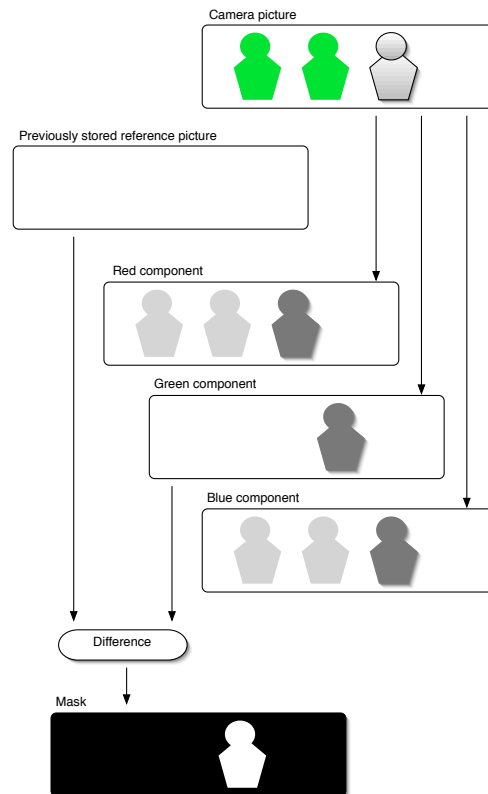 Camera picture
Previously stored reference picture
Red component
Green component
Blue component
Difference
Mask